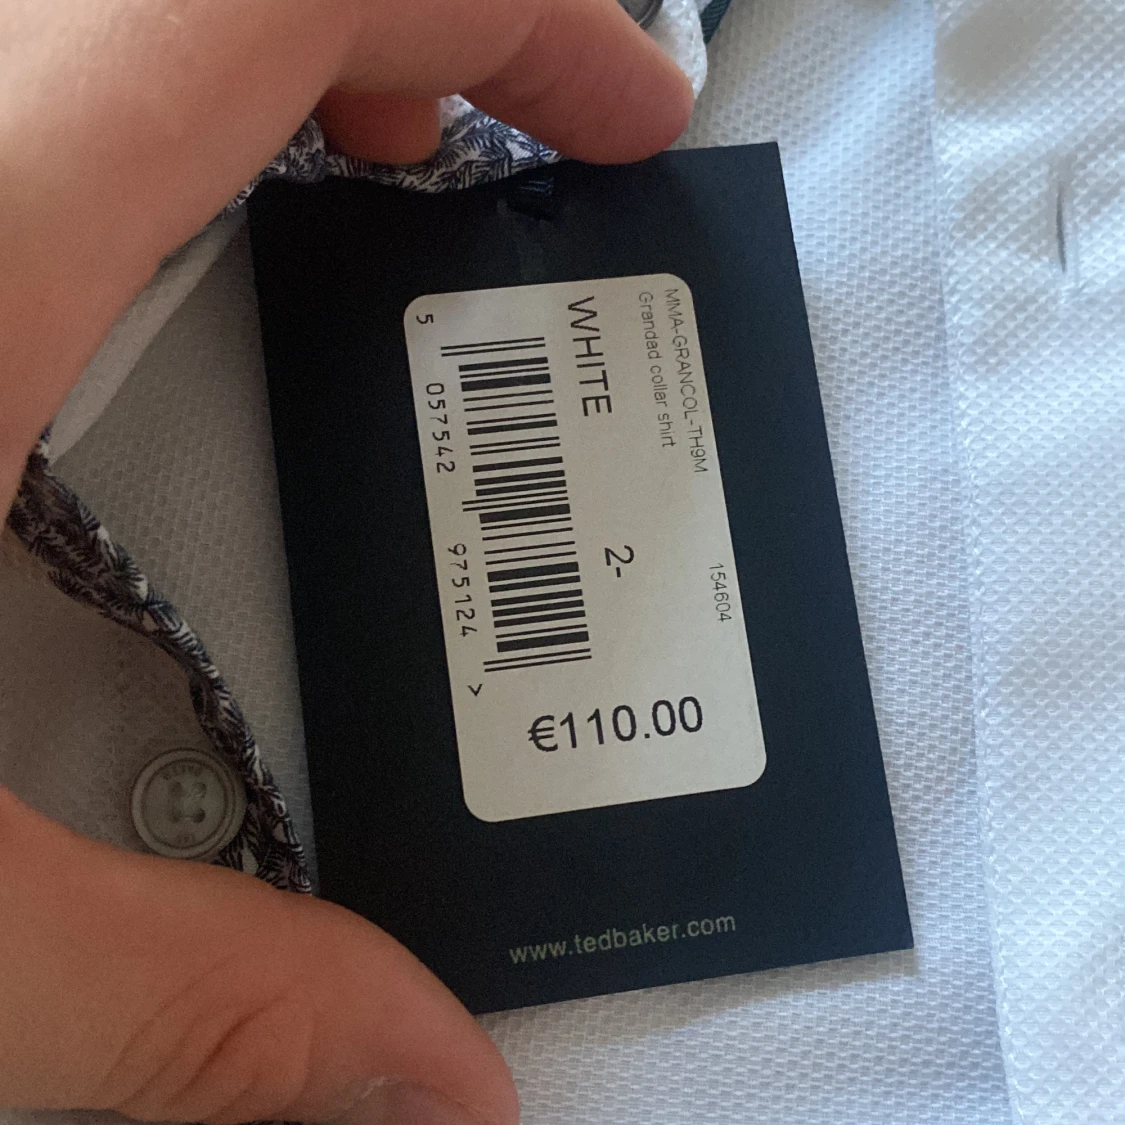 MMA-GRANCOL-TH9M
Grandad collar shirt
154604
WHITE
2-
5 057542 975124 >
€110.00
www.tedbaker.com